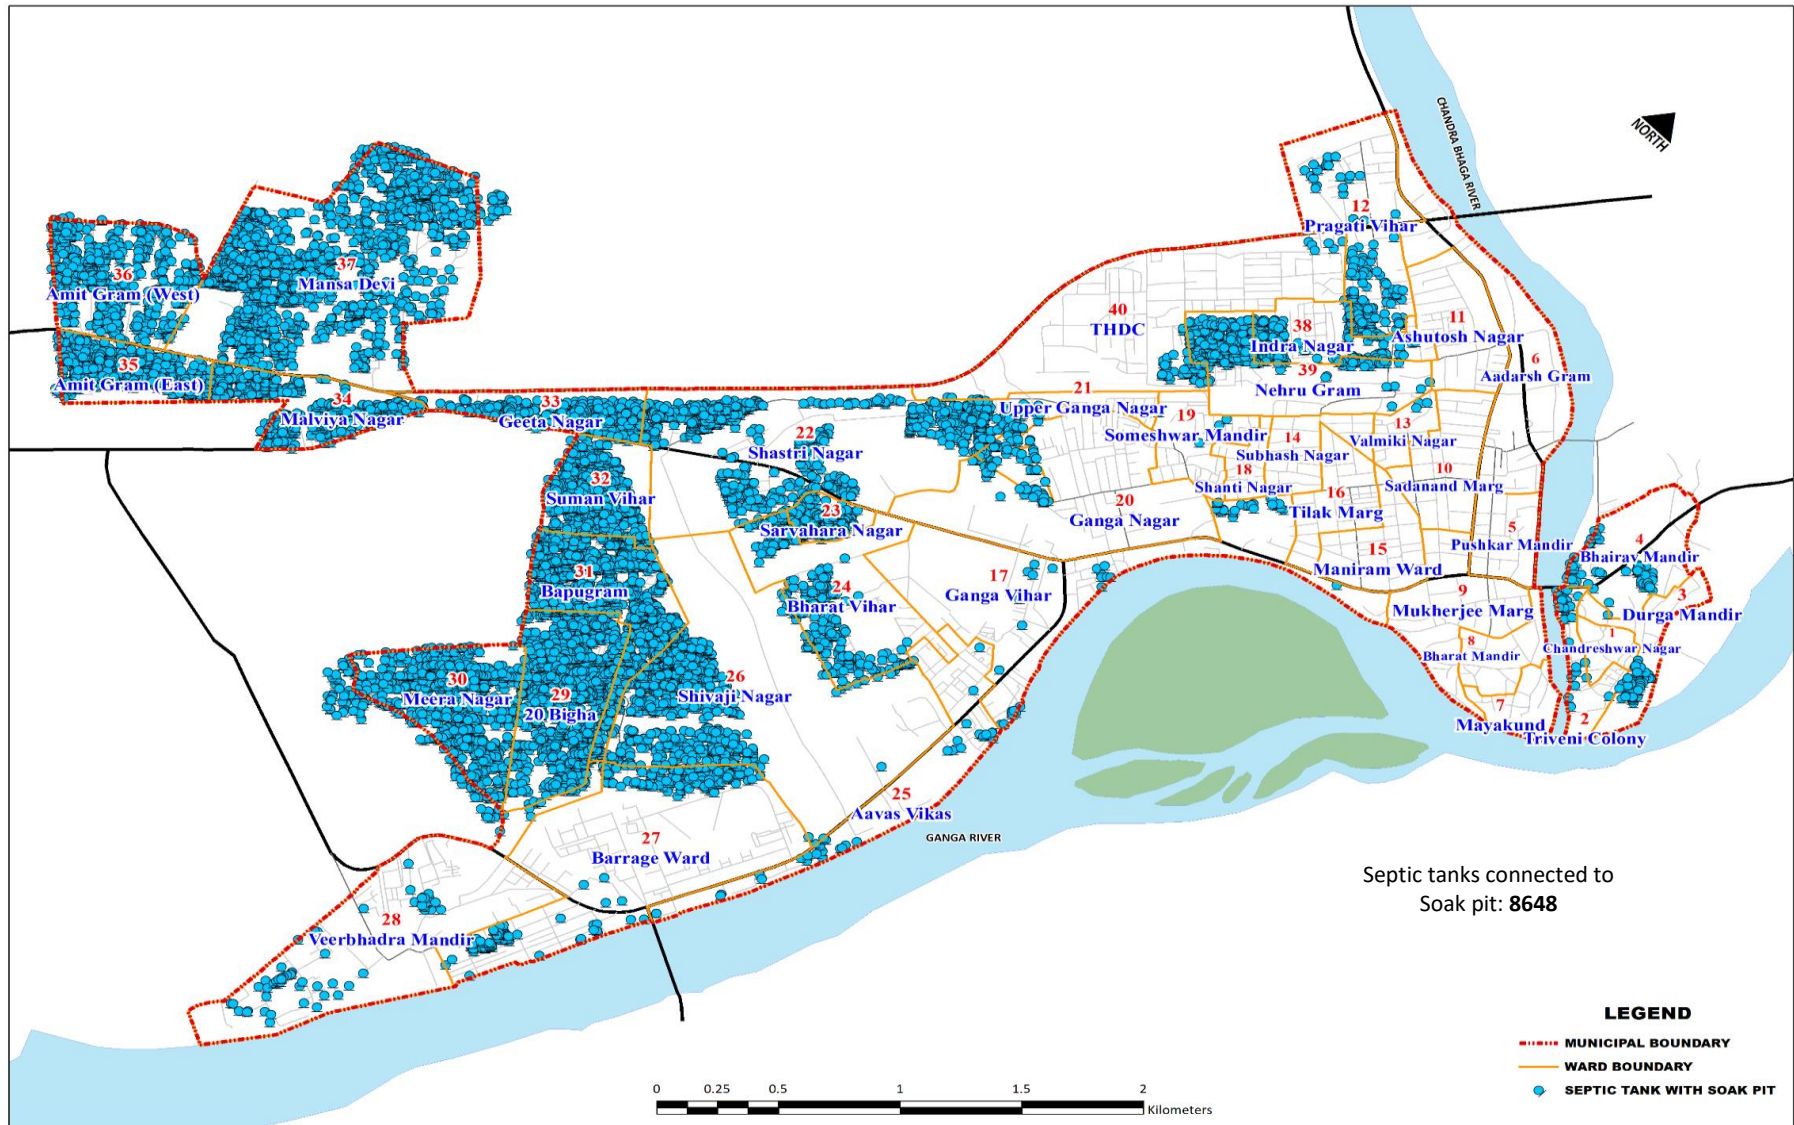 CHANDRA BHAGA RIVER
NORTH
12
Pragati Vihar
36
Amit Gram (West)
37
Mansa Devi
40
THDC
38
Indra Nagar
11
Ashutosh Nagar
6
Aadarsh Gram
35
Amit Gram (East)
39
Nehru Gram
34
Malviya Nagar
33
Geeta Nagar
21
Upper Ganga Nagar
19
Someshwar Mandir
13
Valmiki Nagar
22
Shastri Nagar
14
Subhash Nagar
32
Suman Vihar
18
Shanti Nagar
10
Sadanand Marg
23
Sarvahara Nagar
20
Ganga Nagar
16
Tilak Marg
5
Pushkar Mandir
4
Bhairav Mandir
15
Maniram Ward
31
Bapugram
24
Bharat Vihar
17
Ganga Vihar
9
Mukherjee Marg
3
Durga Mandir
1
Chandreshwar Nagar
8
Bharat Mandir
30
Meera Nagar
29
20 Bigha
26
Shivaji Nagar
7
Mayakund
2
Triveni Colony
25
Aavas Vikas
GANGA RIVER
27
Barrage Ward
28
Veerbhadra Mandir
Septic tanks connected to
Soak pit: 8648
LEGEND
MUNICIPAL BOUNDARY
WARD BOUNDARY
SEPTIC TANK WITH SOAK PIT
0 0.25 0.5 1 1.5 2
Kilometers